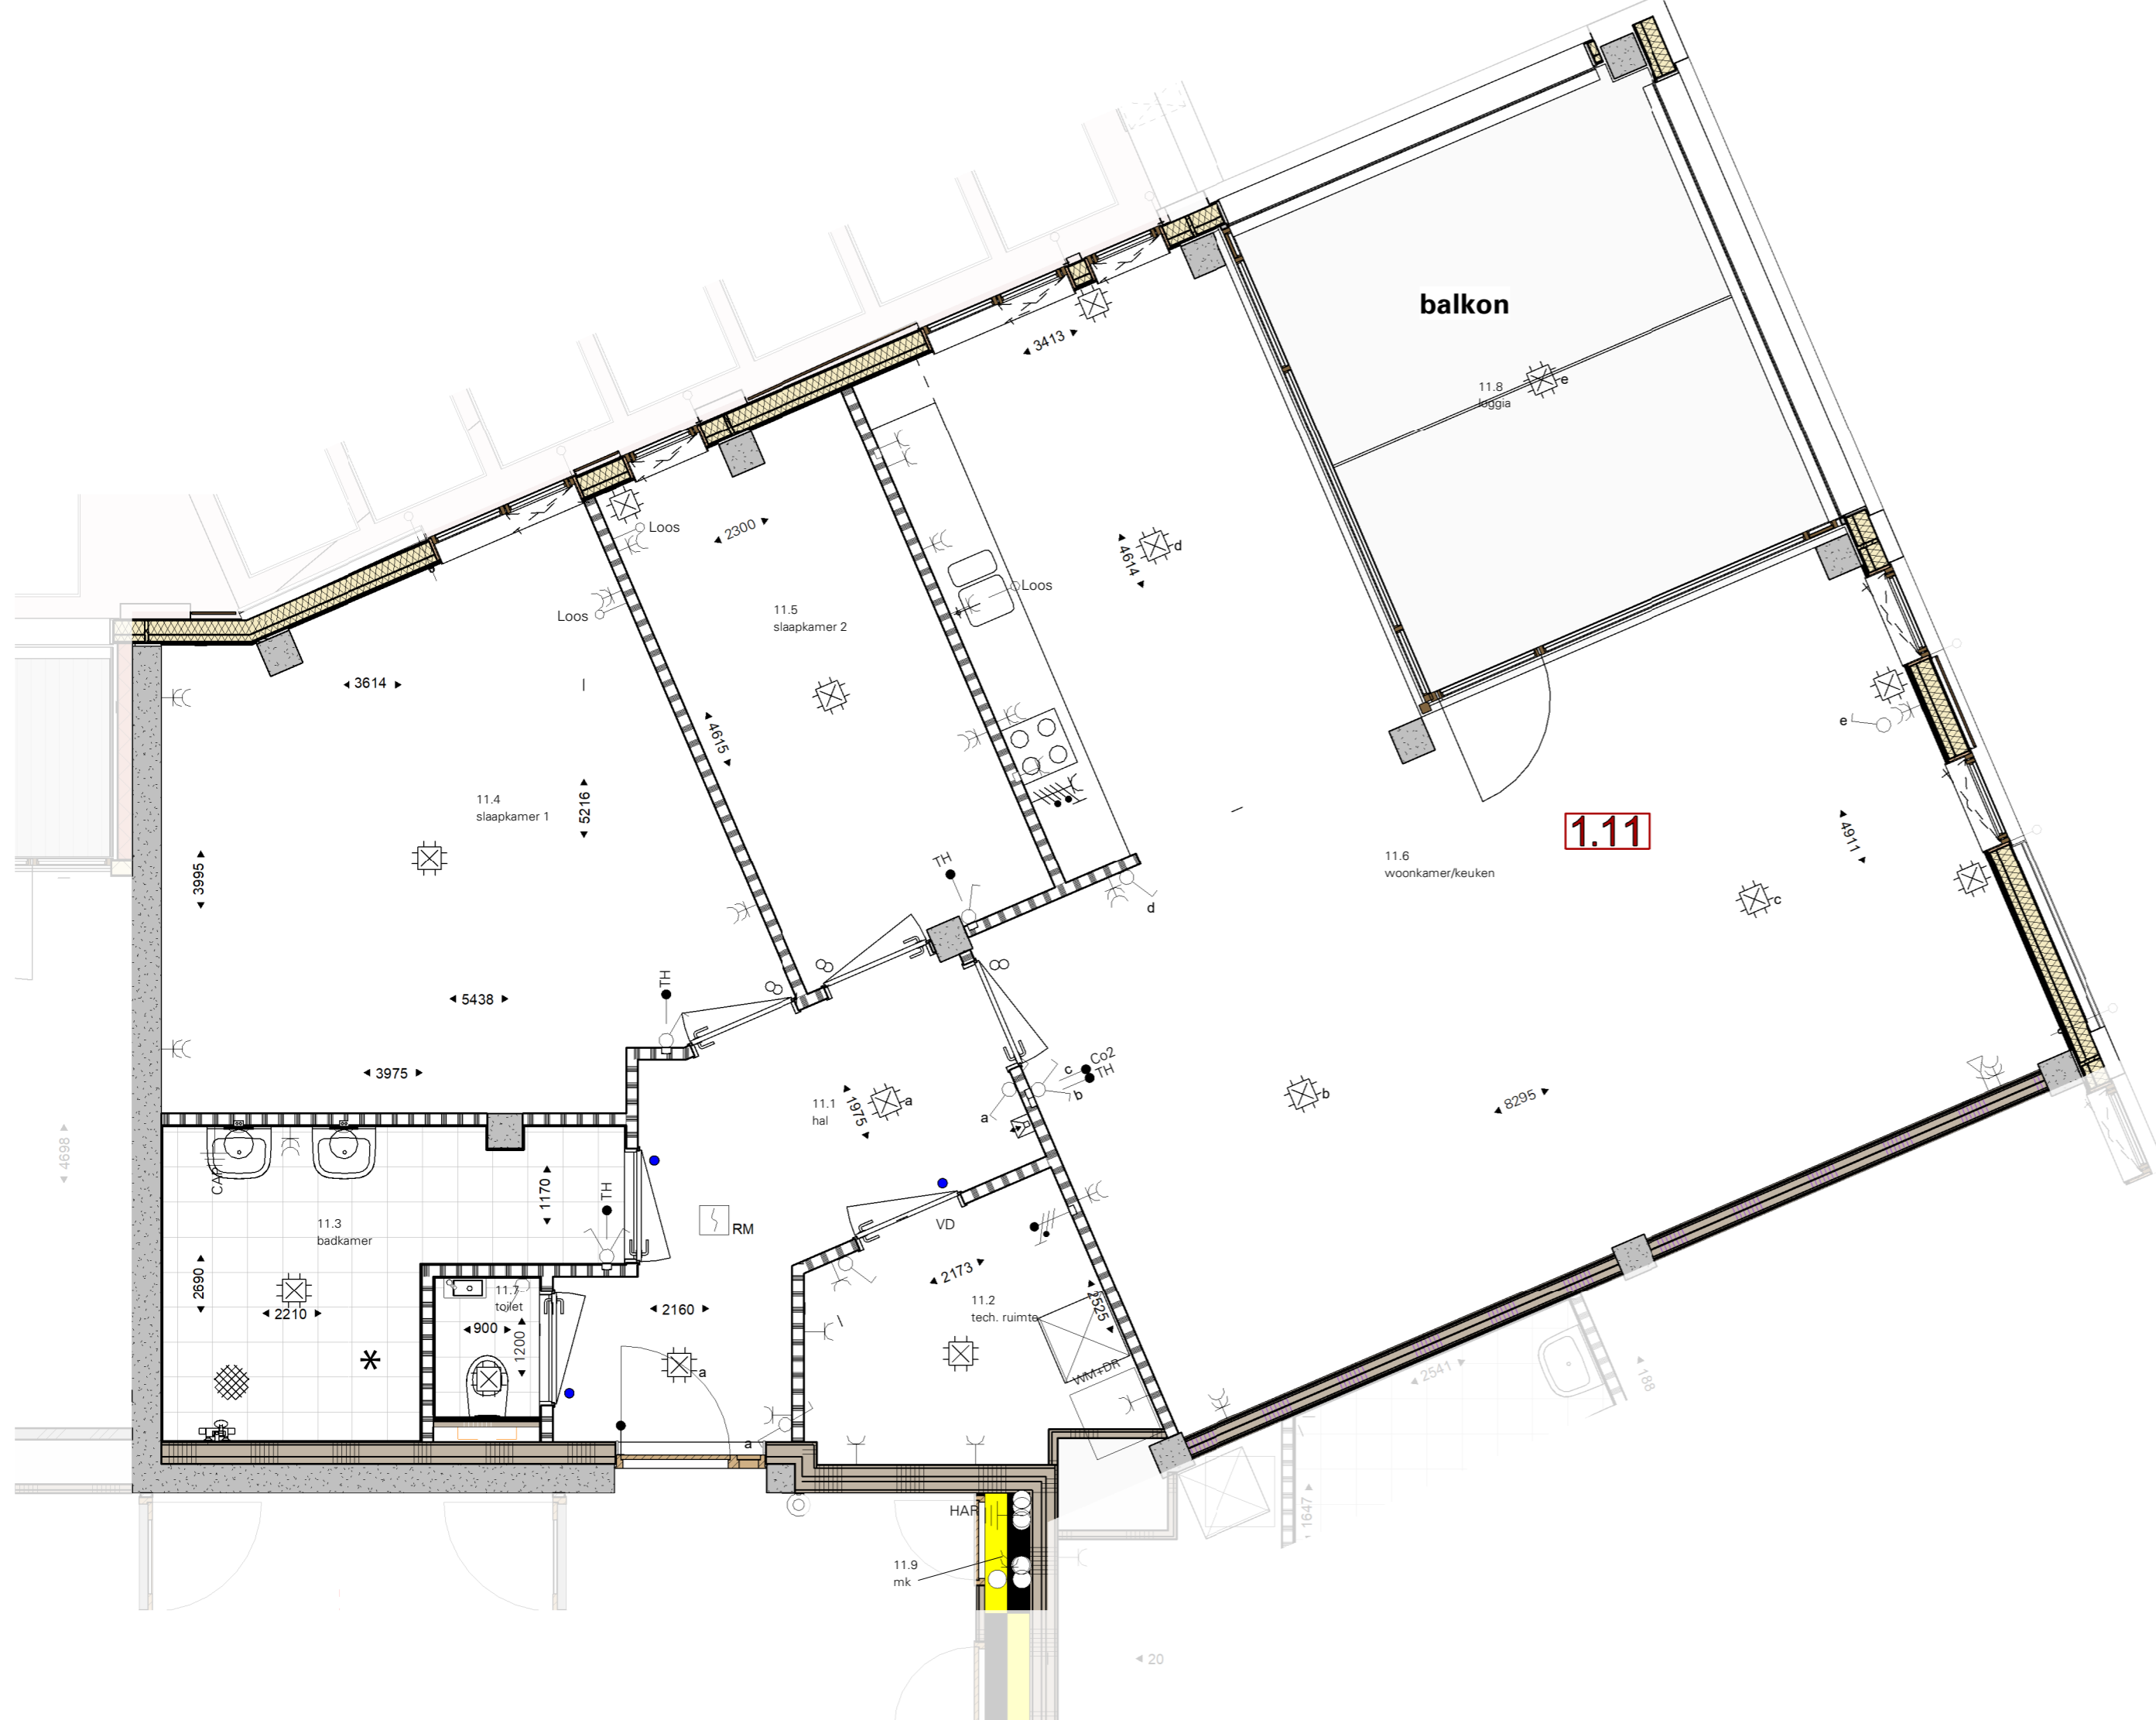 balkon
3413
11.8
loggia
e
Loos
2300
4614
d
Loos
Loos
11.5
slaapkamer 2
3614
4615
e
11.4
slaapkamer 1
5216
1.11
4911
11.6
woonkamer/keuken
3995
TH
c
d
TH
5438
3975
Co2
c
TH
b
a
11.1
hal
1975
a
b
8295
4698
CAP
1170
TH
11.3
badkamer
RM
VD
2690
2210
11.7
toilet
900
1200
2160
2173
11.2
tech. ruimte
2525
WM+DR
a
a
2541
188
HAR
1647
11.9
mk
20